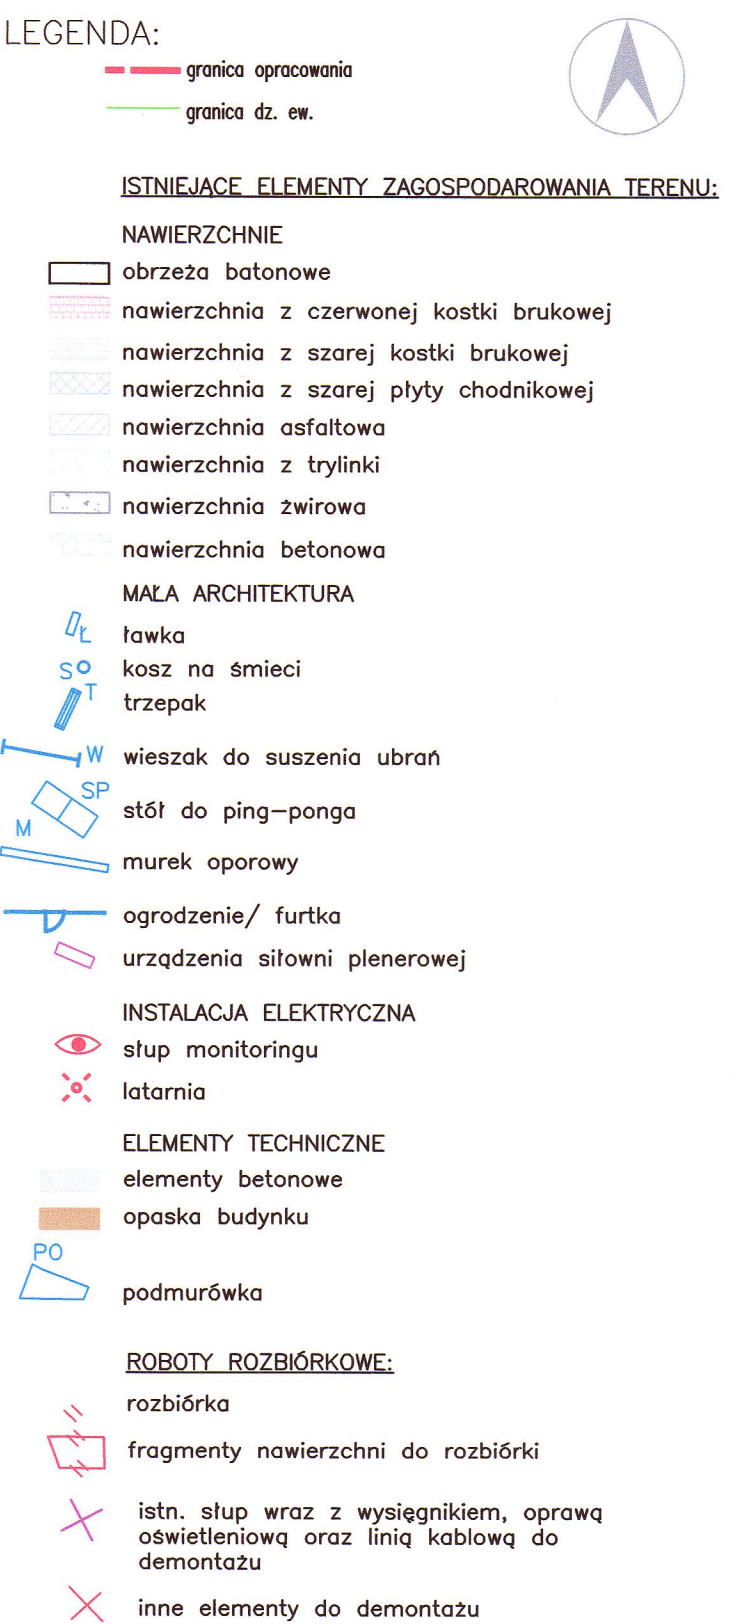 LEGENDA:
granica opracowania
granica dz. ew.
ISTNIEJĄCE ELEMENTY ZAGOSPODAROWANIA TERENU:
NAWIERZCHNIE
obrzeża batonowe
nawierzchnia z czerwonej kostki brukowej
nawierzchnia z szarej kostki brukowej
nawierzchnia z szarej płyty chodnikowej
nawierzchnia asfaltowa
nawierzchnia z trylinki
nawierzchnia żwirowa
nawierzchnia betonowa
MAŁA ARCHITEKTURA
Ł ławka
S kosz na śmieci
T trzepak
W wieszak do suszenia ubrań
SP stół do ping-ponga
M murek oporowy
ogrodzenie/ furtka
urządzenia siłowni plenerowej
INSTALACJA ELEKTRYCZNA
słup monitoringu
latarnia
ELEMENTY TECHNICZNE
elementy betonowe
opaska budynku
PO
podmurówka
ROBOTY ROZBIÓRKOWE:
rozbiórka
fragmenty nawierzchni do rozbiórki
istn. słup wraz z wysięgnikiem, oprawą
oświetleniową oraz linią kablową do
demontażu
inne elementy do demontażu